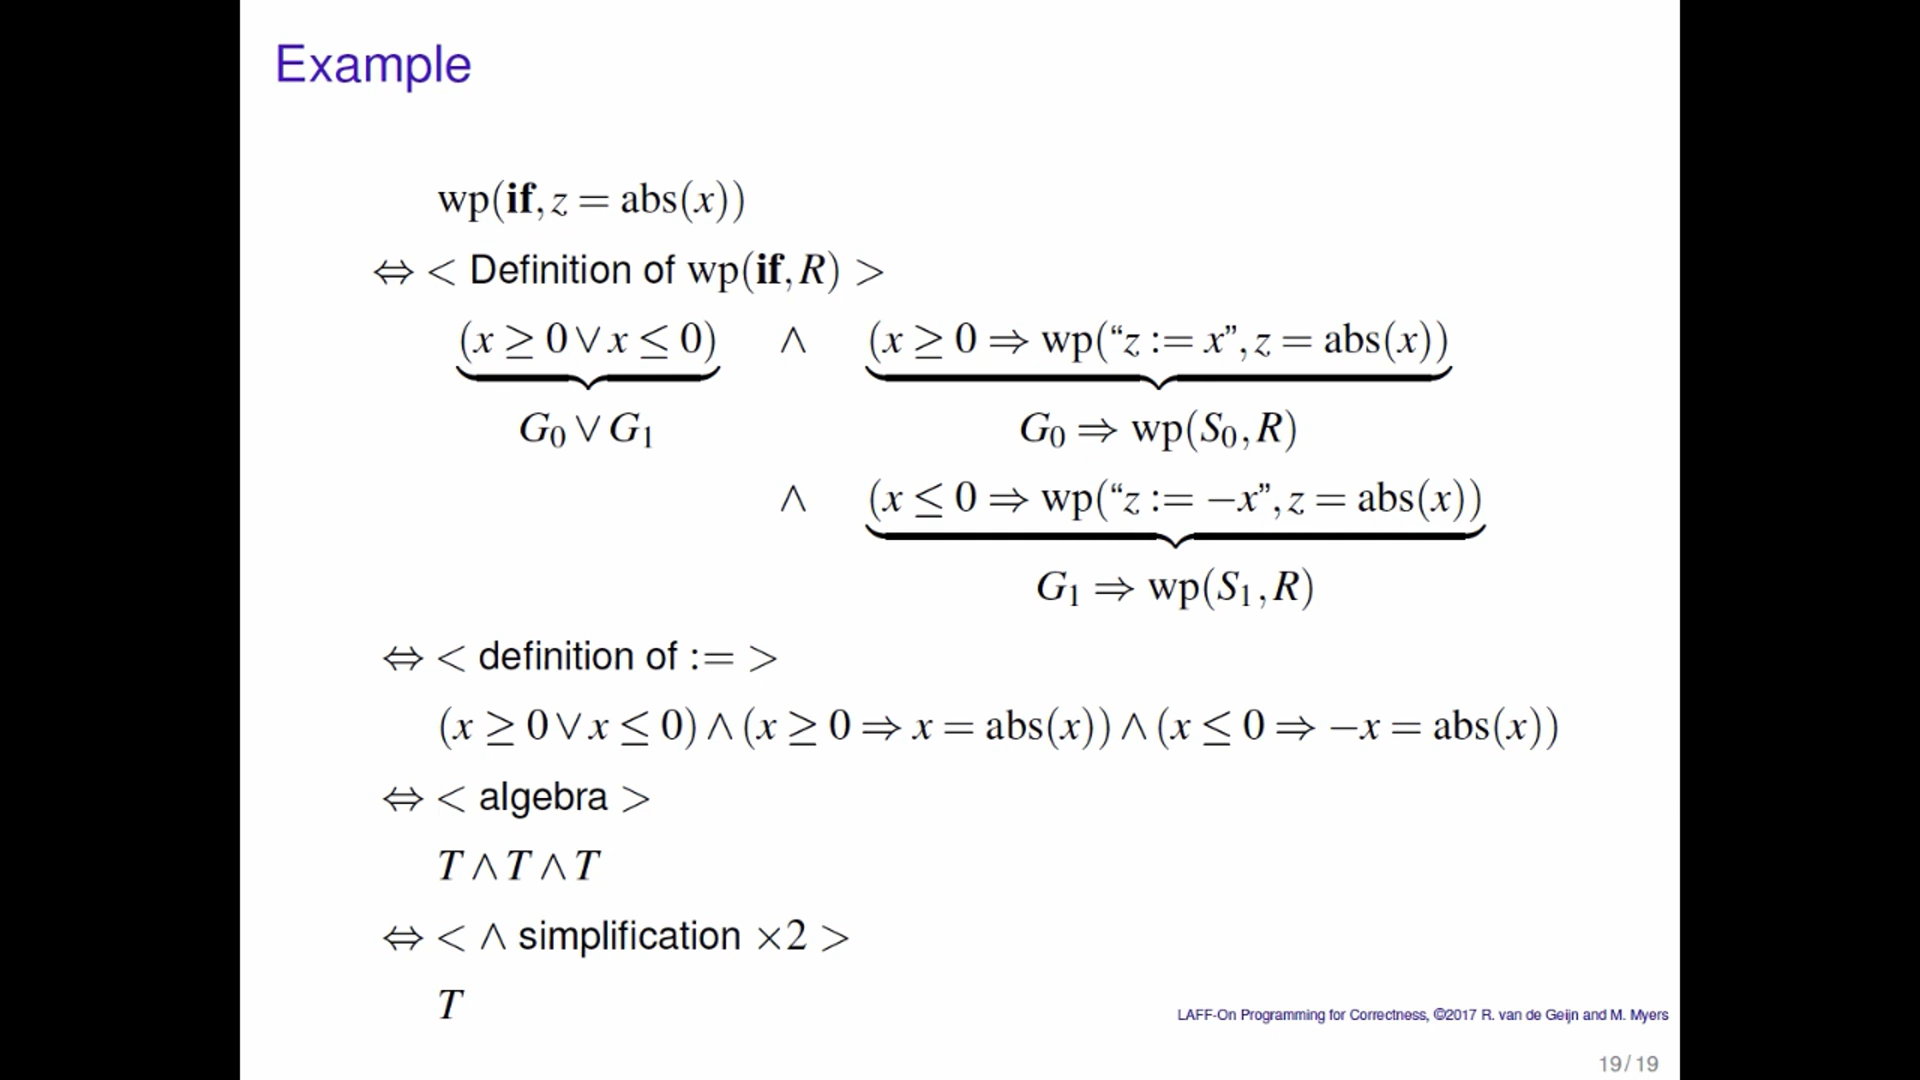 Example
wp(if, z = abs(x))
⇔ < Definition of wp(if, R) >
(x ≥ 0 ∨ x ≤ 0) ∧ (x ≥ 0 ⇒ wp(“z := x”, z = abs(x))
G₀ ∨ G₁ G₀ ⇒ wp(S₀, R)
∧ (x ≤ 0 ⇒ wp(“z := −x”, z = abs(x))
G₁ ⇒ wp(S₁, R)
⇔ < definition of := >
(x ≥ 0 ∨ x ≤ 0) ∧ (x ≥ 0 ⇒ x = abs(x)) ∧ (x ≤ 0 ⇒ −x = abs(x))
⇔ < algebra >
T ∧ T ∧ T
⇔ < ∧ simplification ×2 >
T
LAFF-On Programming for Correctness, ©2017 R. van de Geijn and M. Myers
19/19